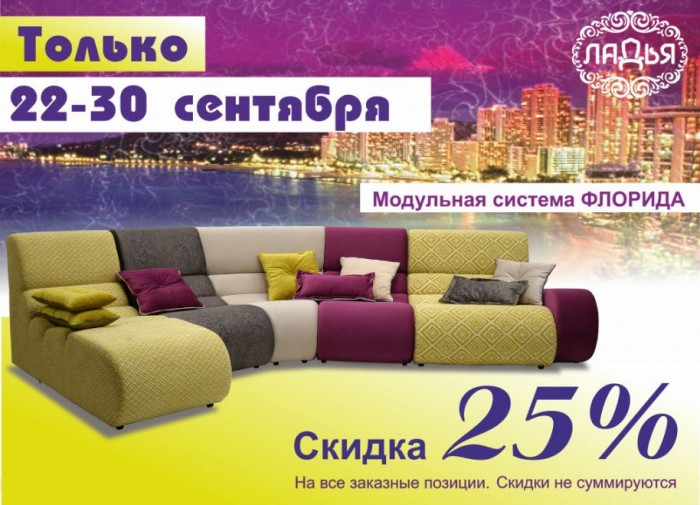 Только
22-30 сентября
ЛАДЬЯ
Модульная система ФЛОРИДА
Скидка 25%
На все заказные позиции. Скидки не суммируются